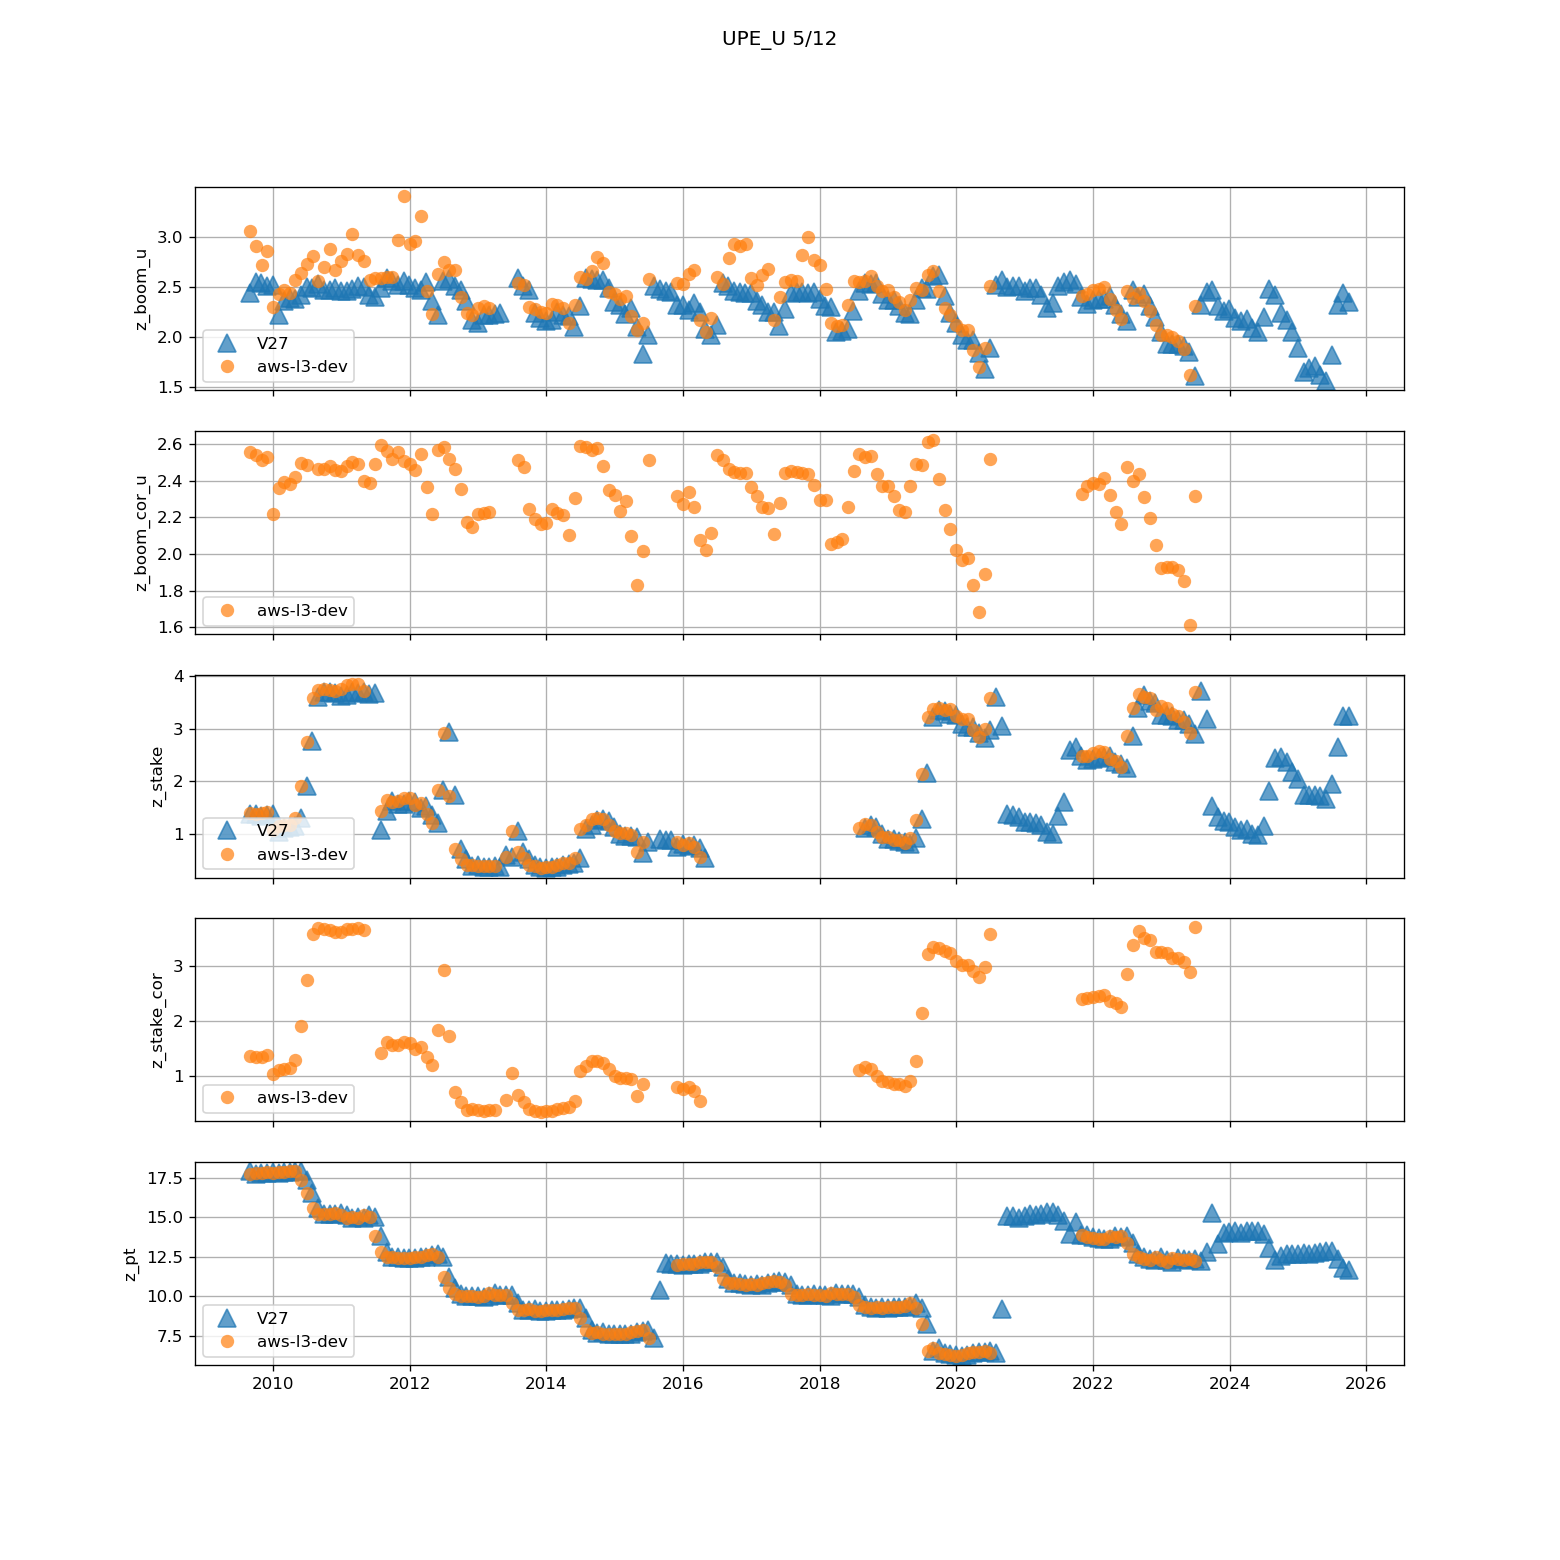 UPE_U 5/12
z_boom_u
3.0
2.5
2.0
1.5
V27
aws-l3-dev
z_boom_cor_u
2.6
2.4
2.2
2.0
1.8
1.6
aws-l3-dev
z_stake
4
3
2
1
V27
aws-l3-dev
z_stake_cor
3
2
1
aws-l3-dev
z_pt
17.5
15.0
12.5
10.0
7.5
V27
aws-l3-dev
2010 2012 2014 2016 2018 2020 2022 2024 2026